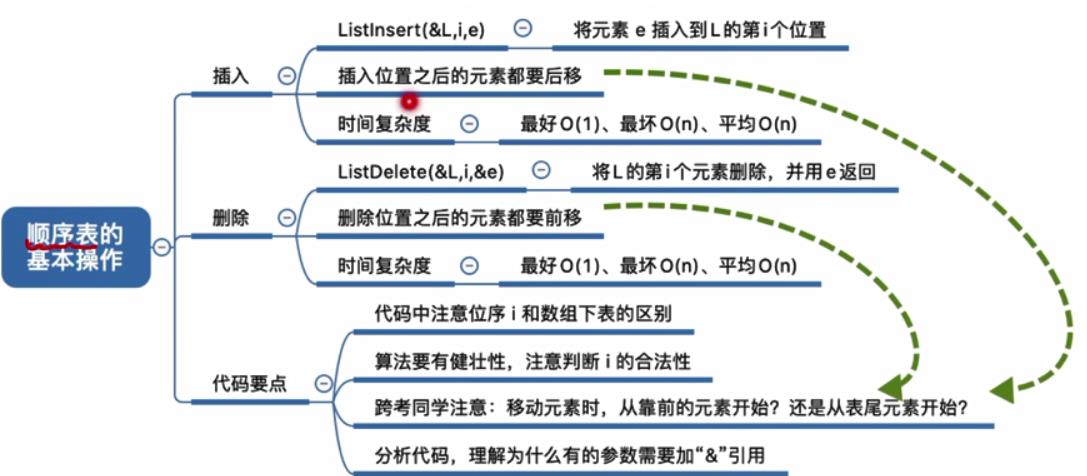 ListInsert(&L,i,e)
将元素 e 插入到L的第i个位置
插入
插入位置之后的元素都要后移
时间复杂度
最好O(1)、最坏O(n)、平均O(n)
ListDelete(&L,i,&e)
将L的第i个元素删除，并用e返回
顺序表的
基本操作
删除
删除位置之后的元素都要前移
时间复杂度
最好O(1)、最坏O(n)、平均O(n)
代码中注意位序 i 和数组下表的区别
算法要有健壮性，注意判断 i 的合法性
代码要点
跨考同学注意：移动元素时，从靠前的元素开始？还是从表尾元素开始？
分析代码，理解为什么有的参数需要加“&”引用